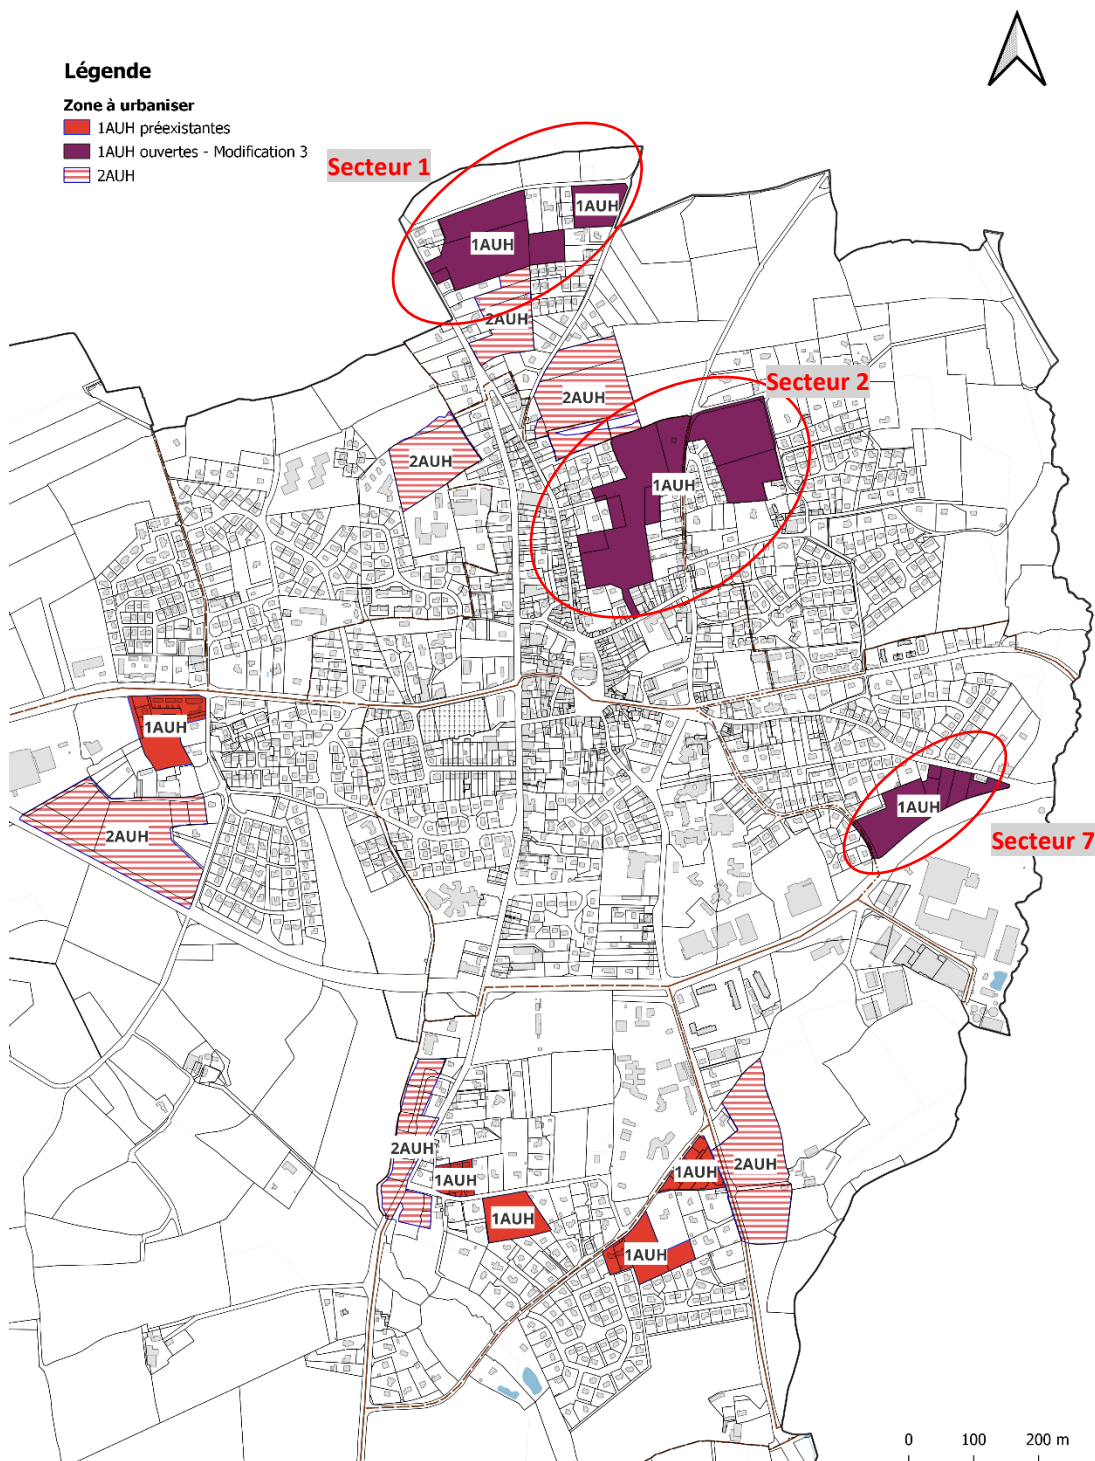 Légende
Zone à urbaniser
1AUH préexistantes
1AUH ouvertes - Modification 3
2AUH
Secteur 1
1AUH
1AUH
2AUH
Secteur 2
2AUH
2AUH
1AUH
1AUH
1AUH
Secteur 7
2AUH
2AUH
1AUH
1AUH
2AUH
1AUH
1AUH
0 100 200 m